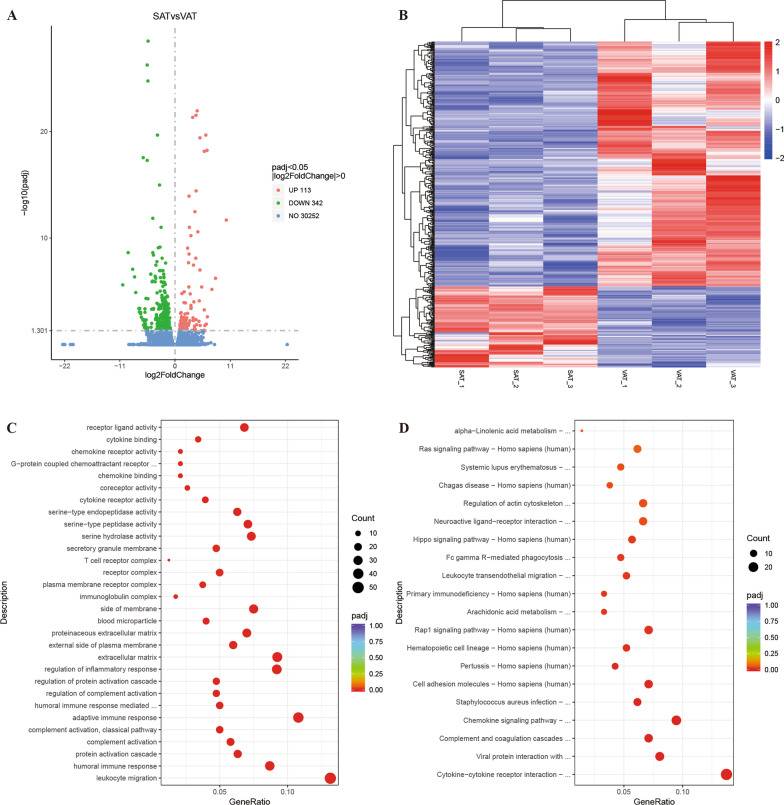 A
SATvsVAT
−log10(padj)
20
10
1.301
−22
−11
0
11
22
log2FoldChange
padj<0.05
|log2FoldChange|>0
UP 113
DOWN 342
NO 30252
B
2
1
0
−1
−2
SAT_1
SAT_2
SAT_3
VAT_1
VAT_2
VAT_3
C
Description
receptor ligand activity
cytokine binding
chemokine receptor activity
G−protein coupled chemoattractant receptor ...
chemokine binding
coreceptor activity
cytokine receptor activity
serine−type endopeptidase activity
serine−type peptidase activity
serine hydrolase activity
secretory granule membrane
T cell receptor complex
receptor complex
plasma membrane receptor complex
immunoglobulin complex
side of membrane
blood microparticle
proteinaceous extracellular matrix
external side of plasma membrane
extracellular matrix
regulation of inflammatory response
regulation of protein activation cascade
regulation of complement activation
humoral immune response mediated ...
adaptive immune response
complement activation, classical pathway
complement activation
protein activation cascade
humoral immune response
leukocyte migration
0.05
0.10
GeneRatio
Count
10
20
30
40
50
padj
1.00
0.75
0.50
0.25
0.00
D
Description
alpha−Linolenic acid metabolism − ...
Ras signaling pathway − Homo sapiens (human)
Systemic lupus erythematosus − ...
Chagas disease − Homo sapiens (human)
Regulation of actin cytoskeleton ...
Neuroactive ligand−receptor interaction − ...
Hippo signaling pathway − Homo sapiens (human)
Fc gamma R−mediated phagocytosis ...
Leukocyte transendothelial migration − ...
Primary immunodeficiency − Homo sapiens (human)
Arachidonic acid metabolism − ...
Rap1 signaling pathway − Homo sapiens (human)
Hematopoietic cell lineage − Homo sapiens (human)
Pertussis − Homo sapiens (human)
Cell adhesion molecules − Homo sapiens (human)
Staphylococcus aureus infection − ...
Chemokine signaling pathway − ...
Complement and coagulation cascades − ...
Viral protein interaction with ...
Cytokine−cytokine receptor interaction − ...
0.05
0.10
GeneRatio
Count
10
20
padj
1.00
0.75
0.50
0.25
0.00